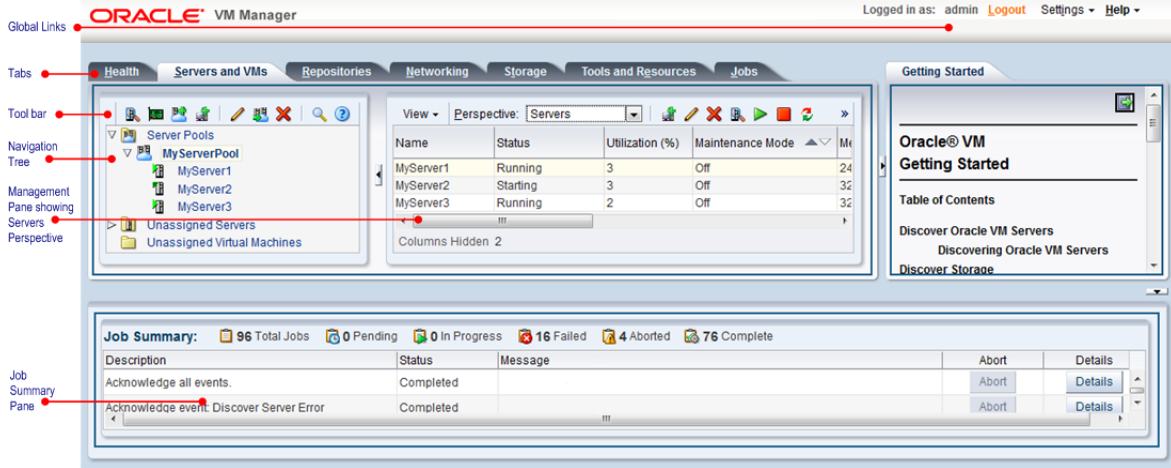 ORACLE VM Manager
Logged in as: admin Logout Settings Help
Global Links
Tabs
Health Servers and VMs Repositories Networking Storage Tools and Resources Jobs
Getting Started
Tool bar
View Perspective: Servers »
Navigation Tree
Server Pools
MyServerPool
MyServer1
MyServer2
MyServer3
Unassigned Servers
Unassigned Virtual Machines
Management
Pane showing
Servers
Perspective
Name Status Utilization (%) Maintenance Mode Me
MyServer1 Running 3 Off 24
MyServer2 Starting 3 Off 32
MyServer3 Running 2 Off 32
Columns Hidden 2
Oracle® VM
Getting Started
Table of Contents
Discover Oracle VM Servers
Discovering Oracle VM Servers
Discover Storage
Job Summary: 96 Total Jobs 0 Pending 0 In Progress 16 Failed 4 Aborted 76 Complete
Description Status Message Abort Details
Acknowledge all events. Completed Abort Details
Acknowledge event: Discover Server Error Completed Abort Details
Job
Summary
Pane